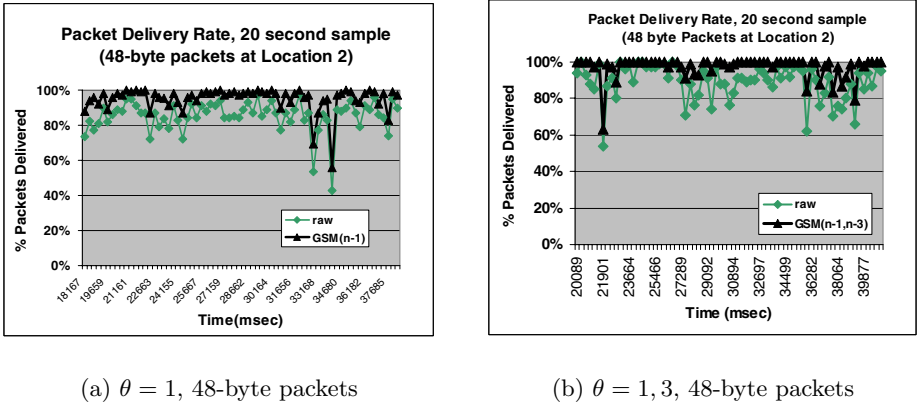 Packet Delivery Rate, 20 second sample
(48-byte packets at Location 2)
% Packets Delivered
100%
80%
60%
40%
20%
0%
raw
GSM(n-1)
18167
19659
21161
22663
24155
25667
27159
28662
30164
31656
33168
34680
36182
37685
Time(msec)
(a) θ = 1, 48-byte packets
Packet Delivery Rate, 20 second sample
(48 byte Packets at Location 2)
% Packets Delivered
100%
80%
60%
40%
20%
0%
raw
GSM(n-1,n-3)
20089
21901
23664
25466
27289
29092
30894
32697
34499
36282
38064
39877
Time (msec)
(b) θ = 1, 3, 48-byte packets